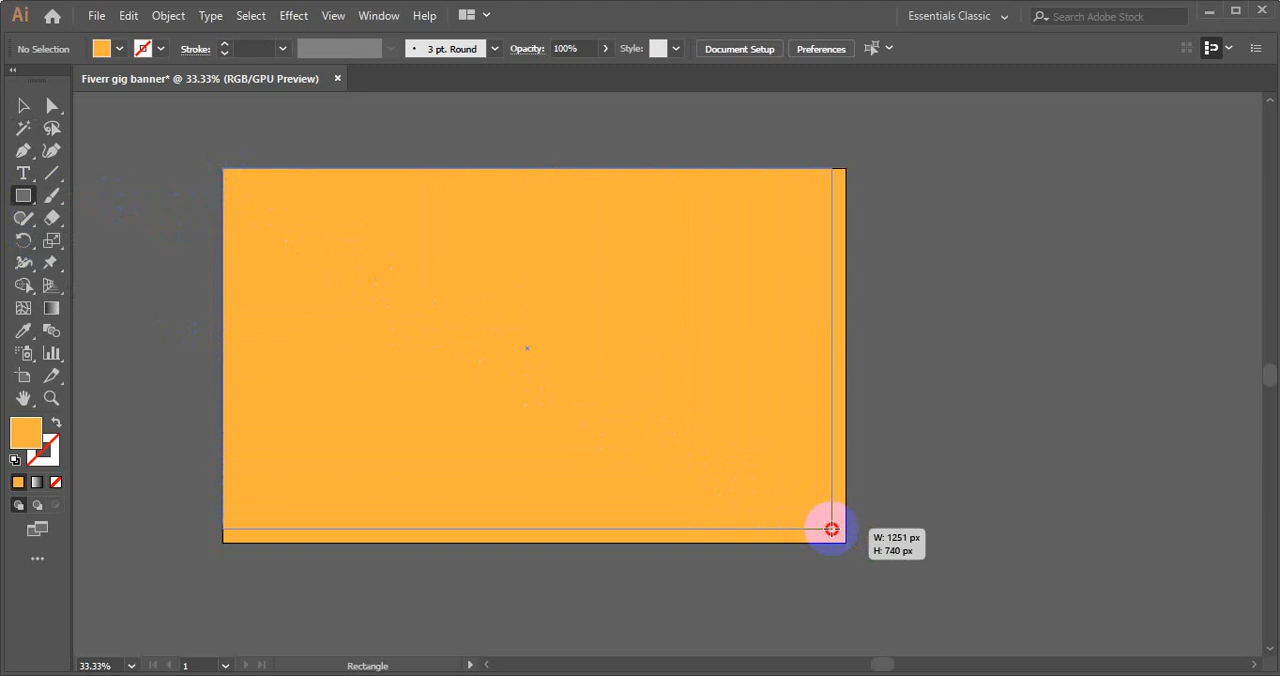 Ai File Edit Object Type Select Effect View Window Help Essentials Classic Search Adobe Stock
No Selection Stroke: 3 pt. Round Opacity: 100% Style: Document Setup Preferences
Fiverr gig banner* @ 33.33% (RGB/GPU Preview)
W: 1251 px
H: 740 px
33.33% 1 Rectangle